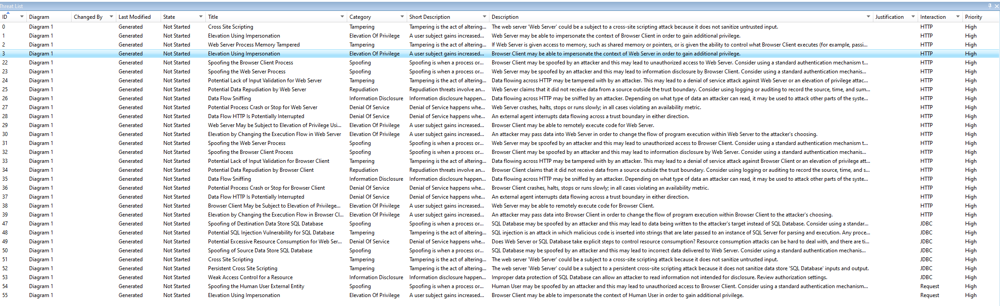 Threat List
ID Diagram Changed By Last Modified State Title Category Short Description Description Justification Interaction Priority
0 Diagram 1 Generated Not Started Cross Site Scripting Tampering Tampering is the act of altering... The web server 'Web Server' could be a subject to a cross-site scripting attack because it does not sanitize untrusted input. HTTP High
1 Diagram 1 Generated Not Started Elevation Using Impersonation Elevation Of Privilege A user subject gains increased... Web Server may be able to impersonate the context of Browser Client in order to gain additional privilege. HTTP High
2 Diagram 1 Generated Not Started Web Server Process Memory Tampered Tampering Tampering is the act of altering... If Web Server is given access to memory, such as shared memory or pointers, or is given the ability to control what Browser Client executes (for example, passi... HTTP High
3 Diagram 1 Generated Not Started Elevation Using Impersonation Elevation Of Privilege A user subject gains increased... Browser Client may be able to impersonate the context of Web Server in order to gain additional privilege. HTTP High
22 Diagram 1 Generated Not Started Spoofing the Browser Client Process Spoofing Spoofing is when a process or... Browser Client may be spoofed by an attacker and this may lead to unauthorized access to Web Server. Consider using a standard authentication mechanism t... HTTP High
23 Diagram 1 Generated Not Started Spoofing the Web Server Process Spoofing Spoofing is when a process or... Web Server may be spoofed by an attacker and this may lead to information disclosure by Browser Client. Consider using a standard authentication mechanis... HTTP High
24 Diagram 1 Generated Not Started Potential Lack of Input Validation for Web Server Tampering Tampering is the act of altering... Data flowing across HTTP may be tampered with by an attacker. This may lead to a denial of service attack against Web Server or an elevation of privilege attac... HTTP High
25 Diagram 1 Generated Not Started Potential Data Repudiation by Web Server Repudiation Repudiation threats involve an... Web Server claims that it did not receive data from a source outside the trust boundary. Consider using logging or auditing to record the source, time, and sum... HTTP High
26 Diagram 1 Generated Not Started Data Flow Sniffing Information Disclosure Information disclosure happen... Data flowing across HTTP may be sniffed by an attacker. Depending on what type of data an attacker can read, it may be used to attack other parts of the syste... HTTP High
27 Diagram 1 Generated Not Started Potential Process Crash or Stop for Web Server Denial Of Service Denial of Service happens whe... Web Server crashes, halts, stops or runs slowly; in all cases violating an availability metric. HTTP High
28 Diagram 1 Generated Not Started Data Flow HTTP Is Potentially Interrupted Denial Of Service Denial of Service happens whe... An external agent interrupts data flowing across a trust boundary in either direction. HTTP High
29 Diagram 1 Generated Not Started Web Server May be Subject to Elevation of Privilege Usi... Elevation Of Privilege A user subject gains increased... Browser Client may be able to remotely execute code for Web Server. HTTP High
30 Diagram 1 Generated Not Started Elevation by Changing the Execution Flow in Web Server Elevation Of Privilege A user subject gains increased... An attacker may pass data into Web Server in order to change the flow of program execution within Web Server to the attacker's choosing. HTTP High
31 Diagram 1 Generated Not Started Spoofing the Web Server Process Spoofing Spoofing is when a process or... Web Server may be spoofed by an attacker and this may lead to unauthorized access to Browser Client. Consider using a standard authentication mechanism t... HTTP High
32 Diagram 1 Generated Not Started Spoofing the Browser Client Process Spoofing Spoofing is when a process or... Browser Client may be spoofed by an attacker and this may lead to information disclosure by Web Server. Consider using a standard authentication mechanis... HTTP High
33 Diagram 1 Generated Not Started Potential Lack of Input Validation for Browser Client Tampering Tampering is the act of altering... Data flowing across HTTP may be tampered with by an attacker. This may lead to a denial of service attack against Browser Client or an elevation of privilege att... HTTP High
34 Diagram 1 Generated Not Started Potential Data Repudiation by Browser Client Repudiation Repudiation threats involve an... Browser Client claims that it did not receive data from a source outside the trust boundary. Consider using logging or auditing to record the source, time, and s... HTTP High
35 Diagram 1 Generated Not Started Data Flow Sniffing Information Disclosure Information disclosure happen... Data flowing across HTTP may be sniffed by an attacker. Depending on what type of data an attacker can read, it may be used to attack other parts of the syste... HTTP High
36 Diagram 1 Generated Not Started Potential Process Crash or Stop for Browser Client Denial Of Service Denial of Service happens whe... Browser Client crashes, halts, stops or runs slowly; in all cases violating an availability metric. HTTP High
37 Diagram 1 Generated Not Started Data Flow HTTP Is Potentially Interrupted Denial Of Service Denial of Service happens whe... An external agent interrupts data flowing across a trust boundary in either direction. HTTP High
38 Diagram 1 Generated Not Started Browser Client May be Subject to Elevation of Privilege... Elevation Of Privilege A user subject gains increased... Web Server may be able to remotely execute code for Browser Client. HTTP High
39 Diagram 1 Generated Not Started Elevation by Changing the Execution Flow in Browser Cl... Elevation Of Privilege A user subject gains increased... An attacker may pass data into Browser Client in order to change the flow of program execution within Browser Client to the attacker's choosing. HTTP High
47 Diagram 1 Generated Not Started Spoofing of Destination Data Store SQL Database Spoofing Spoofing is when a process or... SQL Database may be spoofed by an attacker and this may lead to data being written to the attacker's target instead of SQL Database. Consider using a standar... JDBC High
48 Diagram 1 Generated Not Started Potential SQL Injection Vulnerability for SQL Database Tampering Tampering is the act of altering... SQL injection is an attack in which malicious code is inserted into strings that are later passed to an instance of SQL Server for parsing and execution. Any proce... JDBC High
49 Diagram 1 Generated Not Started Potential Excessive Resource Consumption for Web Ser... Denial Of Service Denial of Service happens whe... Does Web Server or SQL Database take explicit steps to control resource consumption? Resource consumption attacks can be hard to deal with, and there are ti... JDBC High
50 Diagram 1 Generated Not Started Spoofing of Source Data Store SQL Database Spoofing Spoofing is when a process or... SQL Database may be spoofed by an attacker and this may lead to incorrect data delivered to Web Server. Consider using a standard authentication mechanis... JDBC High
51 Diagram 1 Generated Not Started Cross Site Scripting Tampering Tampering is the act of altering... The web server 'Web Server' could be a subject to a cross-site scripting attack because it does not sanitize untrusted input. JDBC High
52 Diagram 1 Generated Not Started Persistent Cross Site Scripting Tampering Tampering is the act of altering... The web server 'Web Server' could be a subject to a persistent cross-site scripting attack because it does not sanitize data store 'SQL Database' inputs and output. JDBC High
53 Diagram 1 Generated Not Started Weak Access Control for a Resource Information Disclosure Information disclosure happen... Improper data protection of SQL Database can allow an attacker to read information not intended for disclosure. Review authorization settings. JDBC High
54 Diagram 1 Generated Not Started Spoofing the Human User External Entity Spoofing Spoofing is when a process or... Human User may be spoofed by an attacker and this may lead to unauthorized access to Browser Client. Consider using a standard authentication mechanism... Request High
55 Diagram 1 Generated Not Started Elevation Using Impersonation Elevation Of Privilege A user subject gains increased... Browser Client may be able to impersonate the context of Human User in order to gain additional privilege. Request High